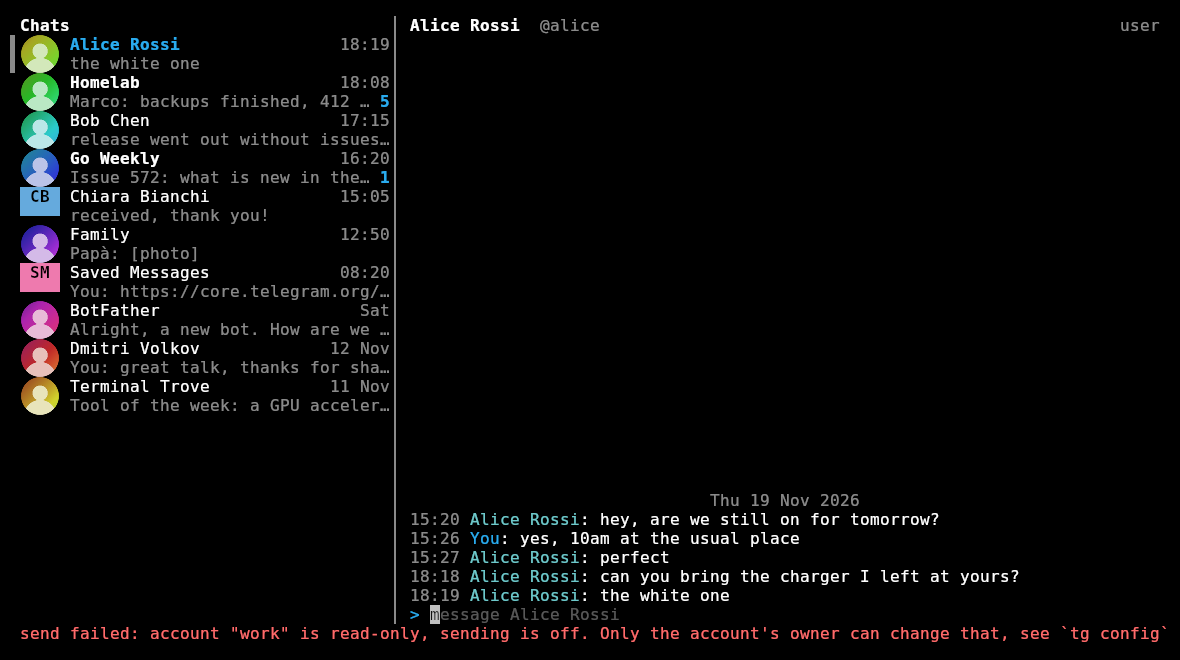 Chats
Alice Rossi 18:19
the white one
Homelab 18:08
Marco: backups finished, 412 … 5
Bob Chen 17:15
release went out without issues…
Go Weekly 16:20
Issue 572: what is new in the… 1
CB Chiara Bianchi 15:05
received, thank you!
Family 12:50
Papà: [photo]
SM Saved Messages 08:20
You: https://core.telegram.org/…
BotFather Sat
Alright, a new bot. How are we …
Dmitri Volkov 12 Nov
You: great talk, thanks for sha…
Terminal Trove 11 Nov
Tool of the week: a GPU acceler…
Alice Rossi @alice user
Thu 19 Nov 2026
15:20 Alice Rossi: hey, are we still on for tomorrow?
15:26 You: yes, 10am at the usual place
15:27 Alice Rossi: perfect
18:18 Alice Rossi: can you bring the charger I left at yours?
18:19 Alice Rossi: the white one
> message Alice Rossi
send failed: account "work" is read-only, sending is off. Only the account's owner can change that, see `tg config`